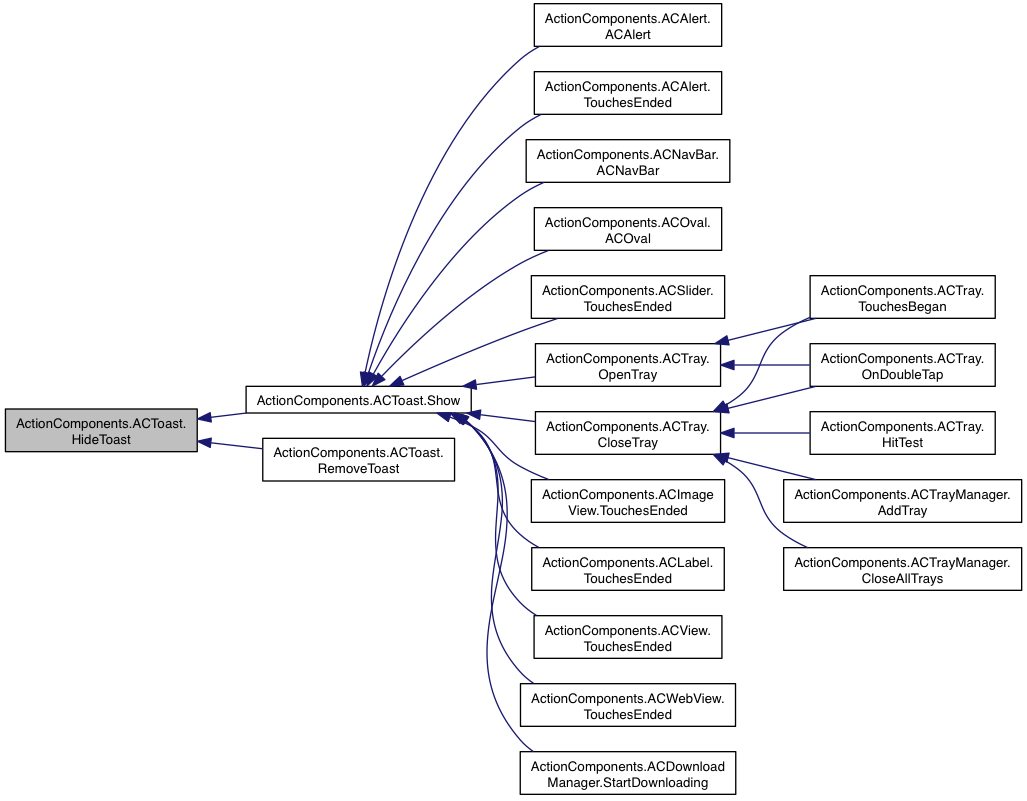 ActionComponents.ACToast.
HideToast
ActionComponents.ACToast.Show
ActionComponents.ACToast.
RemoveToast
ActionComponents.ACAlert.
ACAlert
ActionComponents.ACAlert.
TouchesEnded
ActionComponents.ACNavBar.
ACNavBar
ActionComponents.ACOval.
ACOval
ActionComponents.ACSlider.
TouchesEnded
ActionComponents.ACTray.
OpenTray
ActionComponents.ACTray.
CloseTray
ActionComponents.ACImage
View.TouchesEnded
ActionComponents.ACLabel.
TouchesEnded
ActionComponents.ACView.
TouchesEnded
ActionComponents.ACWebView.
TouchesEnded
ActionComponents.ACDownload
Manager.StartDownloading
ActionComponents.ACTray.
TouchesBegan
ActionComponents.ACTray.
OnDoubleTap
ActionComponents.ACTray.
HitTest
ActionComponents.ACTrayManager.
AddTray
ActionComponents.ACTrayManager.
CloseAllTrays